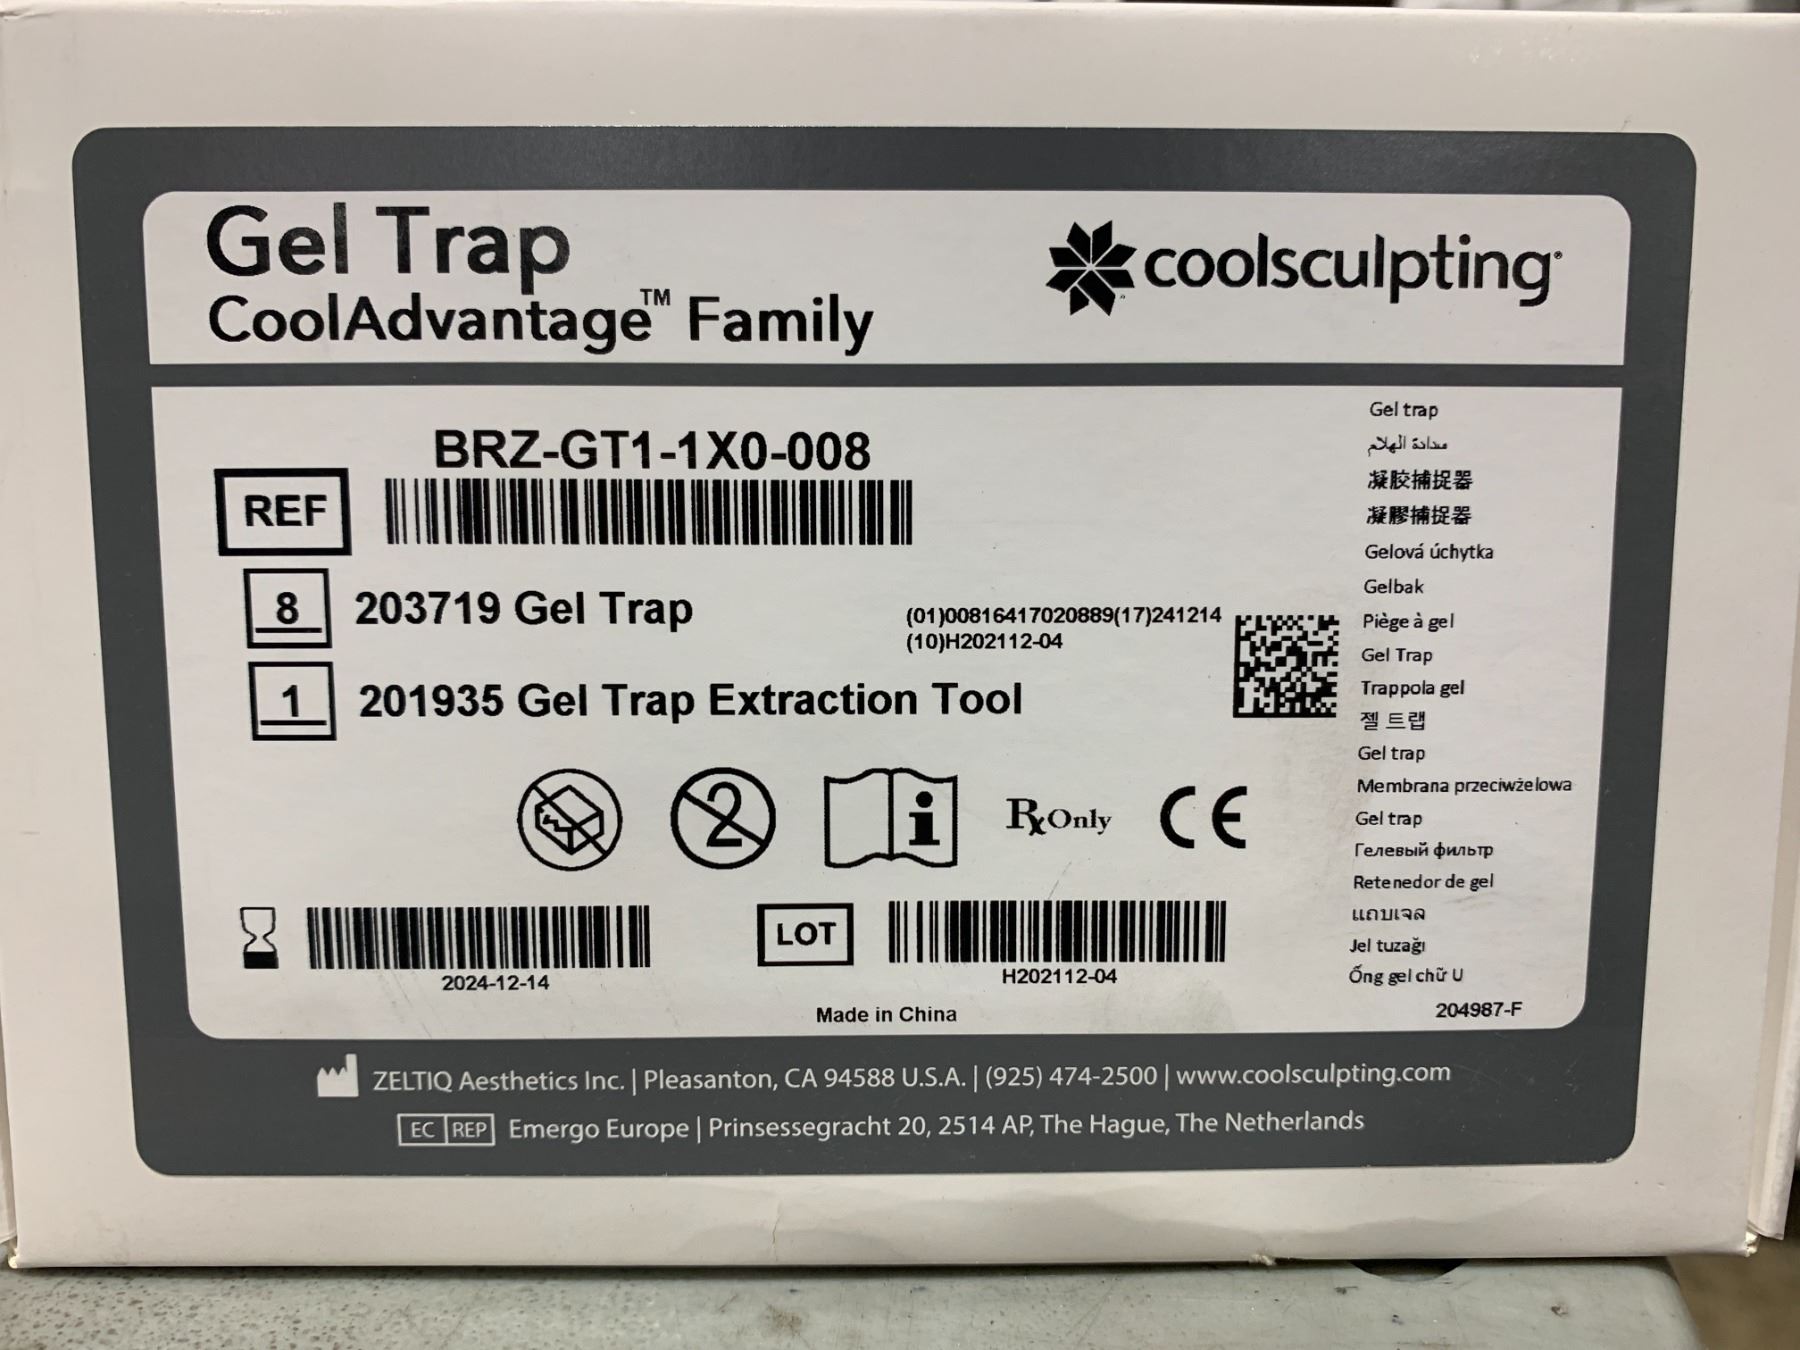 Gel Trap
CoolAdvantage™ Family
coolsculpting®
BRZ-GT1-1X0-008
REF
8 203719 Gel Trap
1 201935 Gel Trap Extraction Tool
(01)00816417020889(17)241214
(10)H202112-04
2
i
Rx Only
CE
2024-12-14
LOT
H202112-04
Made in China
Gel trap
مصادة الهلام
凝胶捕捉器
凝膠捕捉器
Gelová úchytka
Gelbak
Piège à gel
Gel Trap
Trappola gel
젤 트랩
Gel trap
Membrana przeciwżelowa
Gel trap
Гелевый фильтр
Retenedor de gel
แถบเจล
Jel tuzağı
Ống gel chữ U
204987-F
ZELTIQ Aesthetics Inc. | Pleasanton, CA 94588 U.S.A. | (925) 474-2500 | www.coolsculpting.com
EC REP Emergo Europe | Prinsessegracht 20, 2514 AP, The Hague, The Netherlands